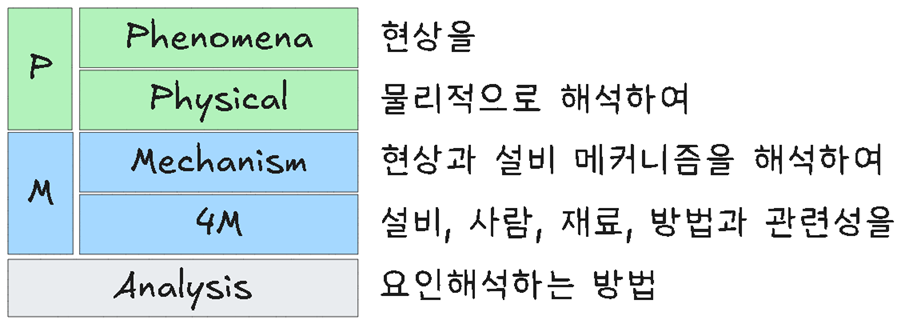 P
Phenomena 현상을
Physical 물리적으로 해석하여
M
Mechanism 현상과 설비 메커니즘을 해석하여
4M 설비, 사람, 재료, 방법과 관련성을
Analysis 요인해석하는 방법